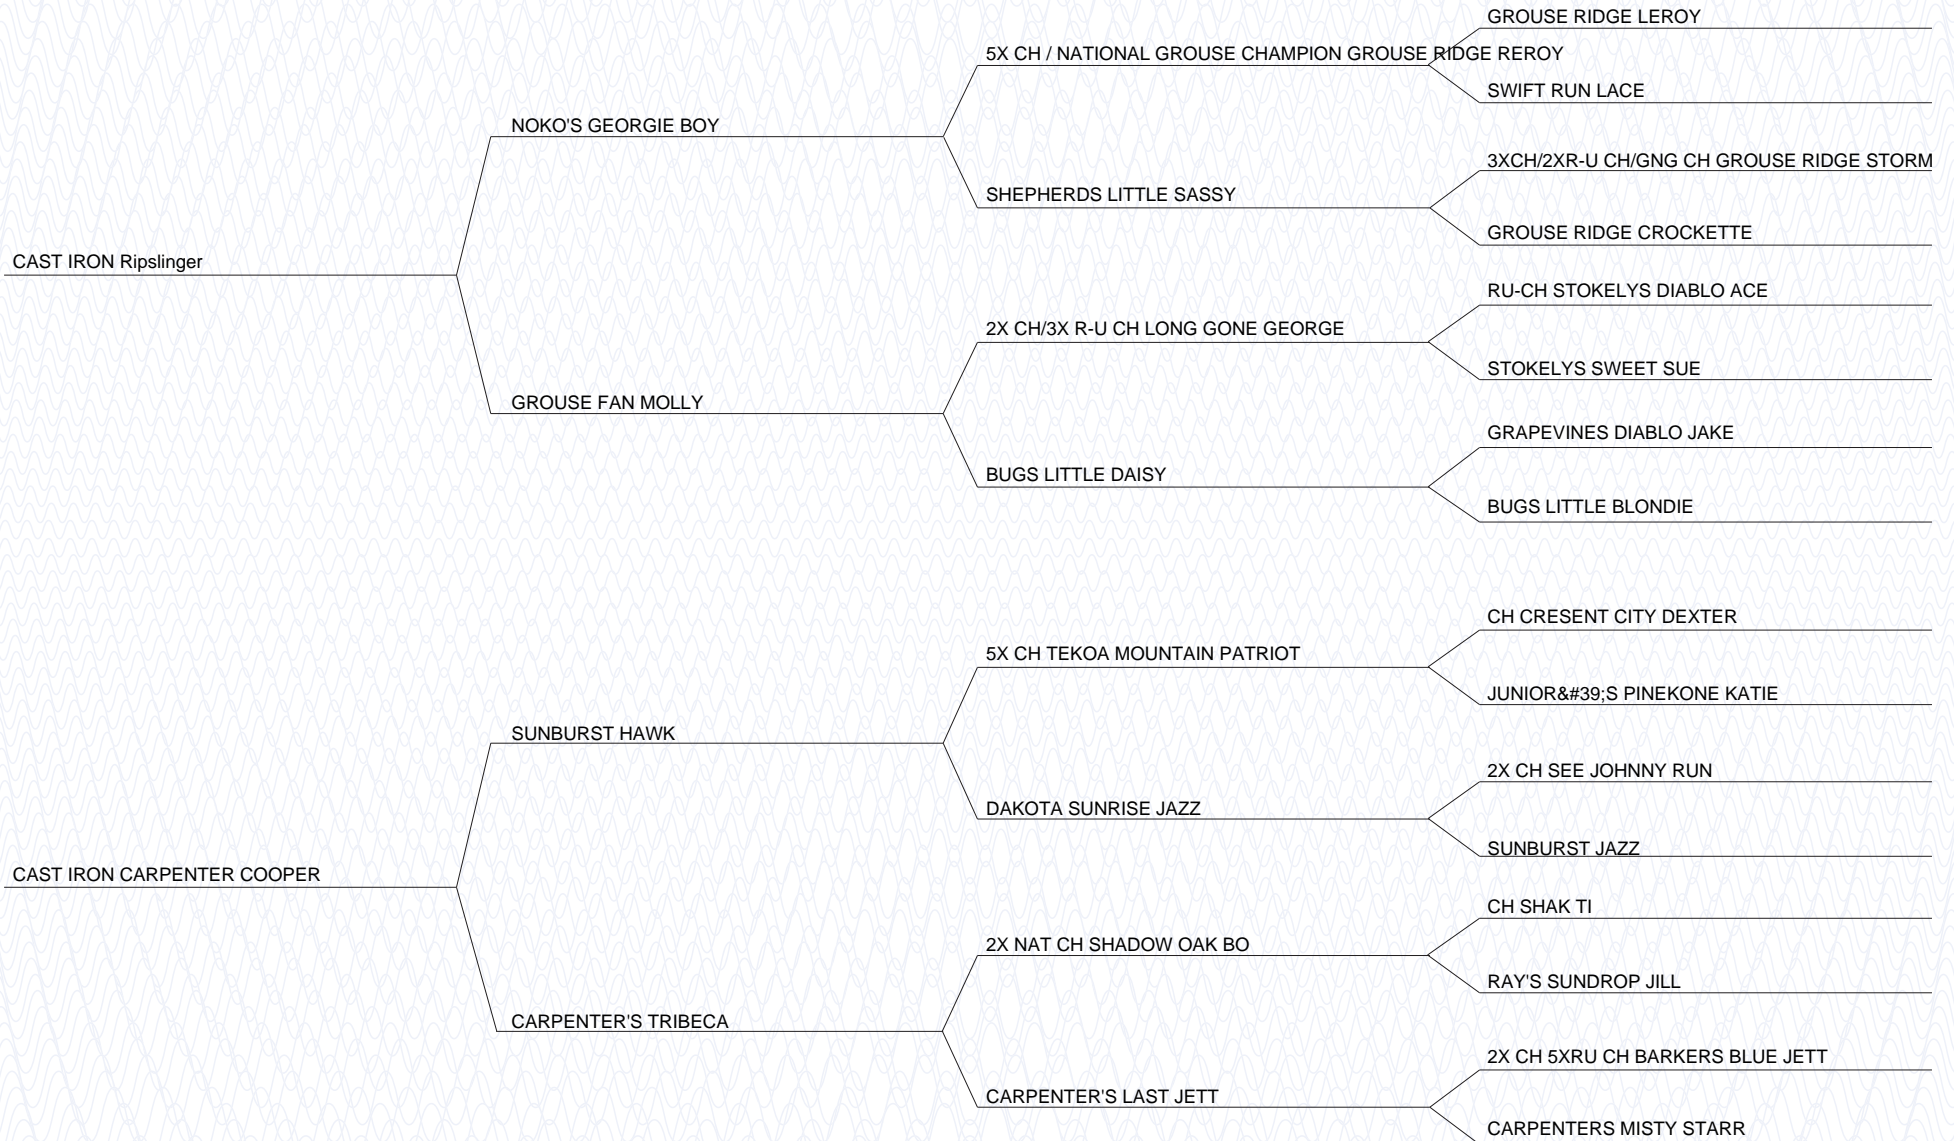 GROUSE RIDGE LEROY
5X CH / NATIONAL GROUSE CHAMPION GROUSE RIDGE REROY
SWIFT RUN LACE
NOKO'S GEORGIE BOY
3XCH/2XR-U CH/GNG CH GROUSE RIDGE STORM
SHEPHERDS LITTLE SASSY
GROUSE RIDGE CROCKETTE
CAST IRON Ripslinger
RU-CH STOKELYS DIABLO ACE
2X CH/3X R-U CH LONG GONE GEORGE
STOKELYS SWEET SUE
GROUSE FAN MOLLY
GRAPEVINES DIABLO JAKE
BUGS LITTLE DAISY
BUGS LITTLE BLONDIE
CH CRESENT CITY DEXTER
5X CH TEKOA MOUNTAIN PATRIOT
JUNIOR&#39;S PINEKONE KATIE
SUNBURST HAWK
2X CH SEE JOHNNY RUN
DAKOTA SUNRISE JAZZ
SUNBURST JAZZ
CAST IRON CARPENTER COOPER
CH SHAK TI
2X NAT CH SHADOW OAK BO
RAY'S SUNDROP JILL
CARPENTER'S TRIBECA
2X CH 5XRU CH BARKERS BLUE JETT
CARPENTER'S LAST JETT
CARPENTERS MISTY STARR